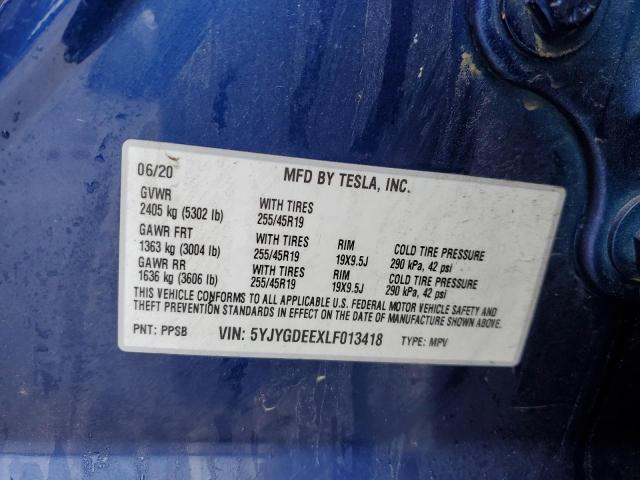 06/20 MFD BY TESLA, INC.
GVWR
2405 kg (5302 lb) WITH TIRES 255/45R19
GAWR FRT
1363 kg (3004 lb) WITH TIRES 255/45R19 RIM 19X9.5J COLD TIRE PRESSURE 290 kPa, 42 psi
GAWR RR
1636 kg (3606 lb) WITH TIRES 255/45R19 RIM 19X9.5J COLD TIRE PRESSURE 290 kPa, 42 psi
THIS VEHICLE CONFORMS TO ALL APPLICABLE U.S. FEDERAL MOTOR VEHICLE SAFETY AND
THEFT PREVENTION STANDARDS IN EFFECT ON THE DATE OF MANUFACTURE SHOWN ABOVE.
PNT: PPSB VIN: 5YJYGDEEXLF013418 TYPE: MPV